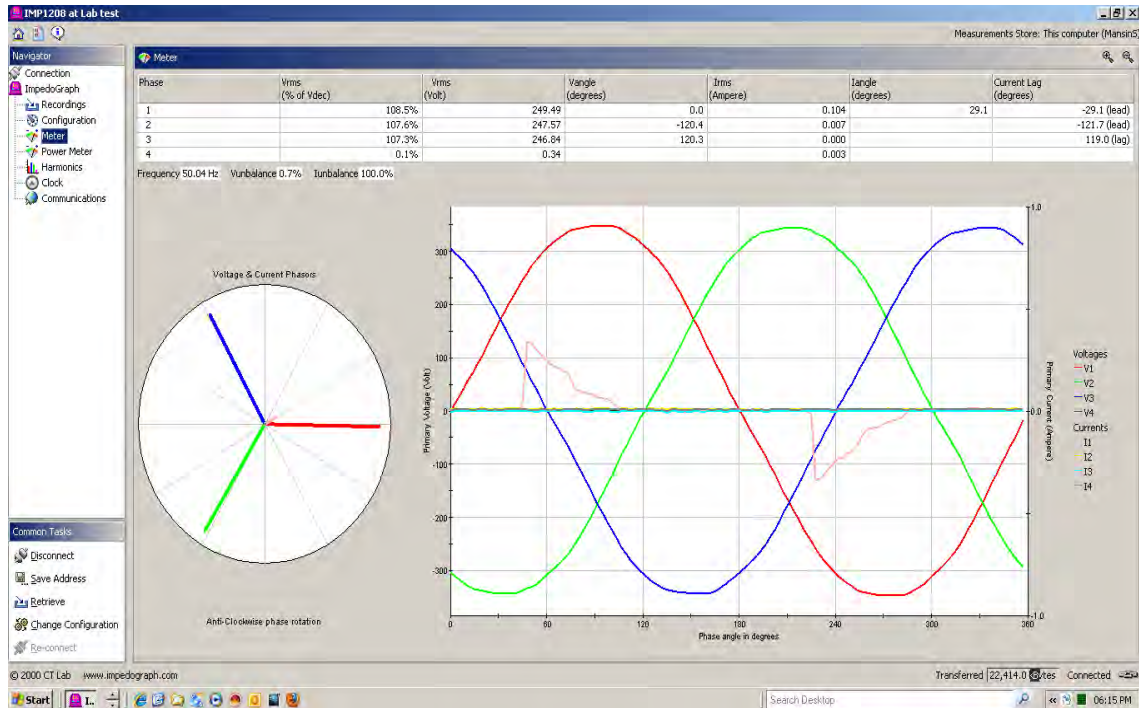 IMP1208 at Lab test
Measurements Store: This computer (Mansin5)
Navigator
Connection
ImpedoGraph
Recordings
Configuration
Meter
Power Meter
Harmonics
Clock
Communications
Meter
Phase Vrms (% of Vdec) Vrms (Volt) Vangle (degrees) Irms (Ampere) Iangle (degrees) Current Lag (degrees)
1 108.5% 249.49 0.0 0.104 29.1 -29.1 (lead)
2 107.6% 247.57 -120.4 0.007 -121.7 (lead)
3 107.3% 246.84 120.3 0.000 119.0 (lag)
4 0.1% 0.34 0.003
Frequency 50.04 Hz Vunbalance 0.7% Iunbalance 100.0%
Voltage & Current Phasors
Anti-Clockwise phase rotation
Primary Voltage (Volt)
300
200
100
0
-100
-200
-300
0 60 120 180 240 300 360
Phase angle in degrees
1.0
0.0
-1.0
Primary Current (Ampere)
Voltages
V1
V2
V3
V4
Currents
I1
I2
I3
I4
Common Tasks
Disconnect
Save Address
Retrieve
Change Configuration
Re-connect
© 2000 CT Lab www.impedograph.com
Transferred 22,414.0 Connected
Start I.. Search Desktop 06:15 PM